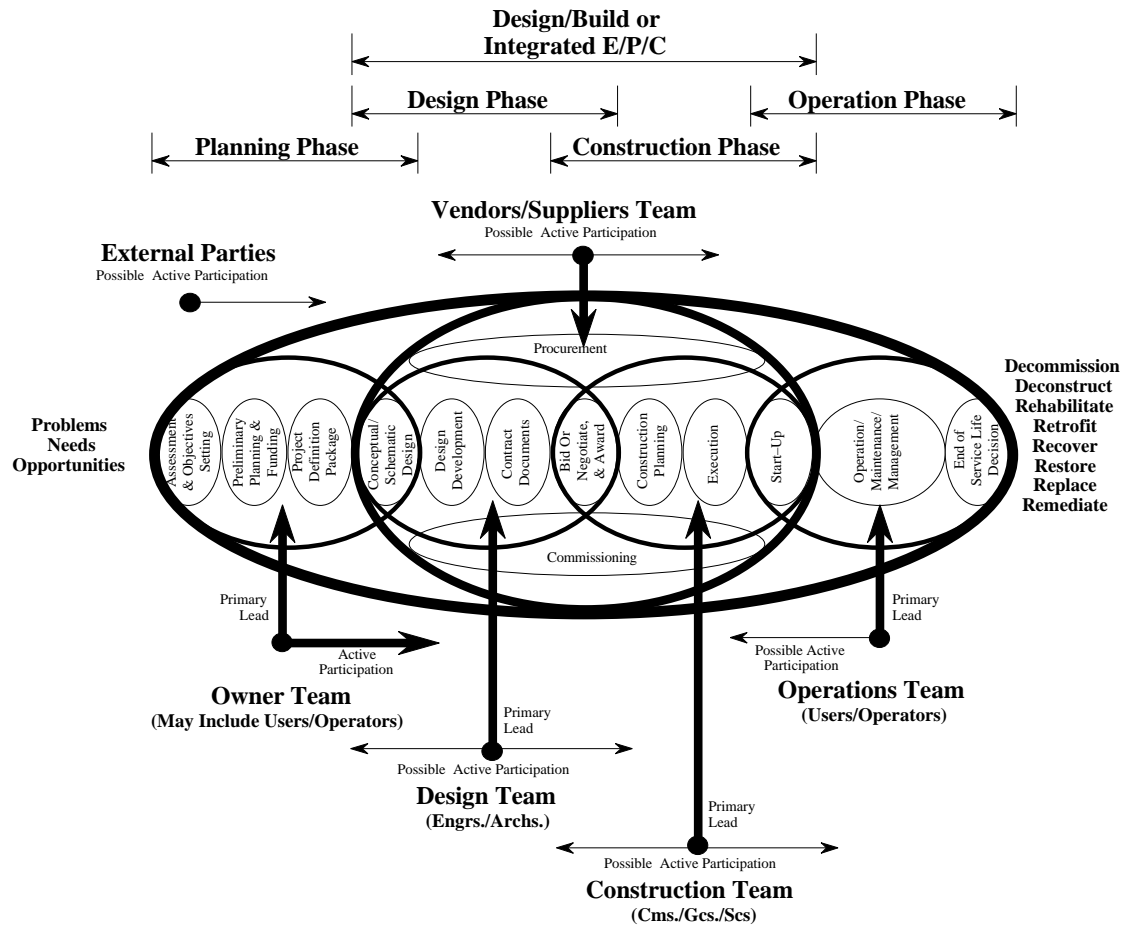 Design/Build or
Integrated E/P/C
Design Phase
Operation Phase
Planning Phase
Construction Phase
Vendors/Suppliers Team
Possible Active Participation
External Parties
Possible Active Participation
Procurement
Problems
Needs
Opportunities
Assessment
& Objectives
Setting
Preliminary
Planning &
Funding
Project
Definition
Package
Conceptual/
Schematic
Design
Design
Development
Contract
Documents
Bid Or
Negotiate,
& Award
Construction
Planning
Execution
Start–Up
Operation/
Maintenance/
Management
End of
Service Life
Decision
Decommission
Deconstruct
Rehabilitate
Retrofit
Recover
Restore
Replace
Remediate
Commissioning
Primary
Lead
Active
Participation
Owner Team
(May Include Users/Operators)
Primary
Lead
Possible Active
Participation
Operations Team
(Users/Operators)
Primary
Lead
Possible Active Participation
Design Team
(Engrs./Archs.)
Primary
Lead
Possible Active Participation
Construction Team
(Cms./Gcs./Scs)